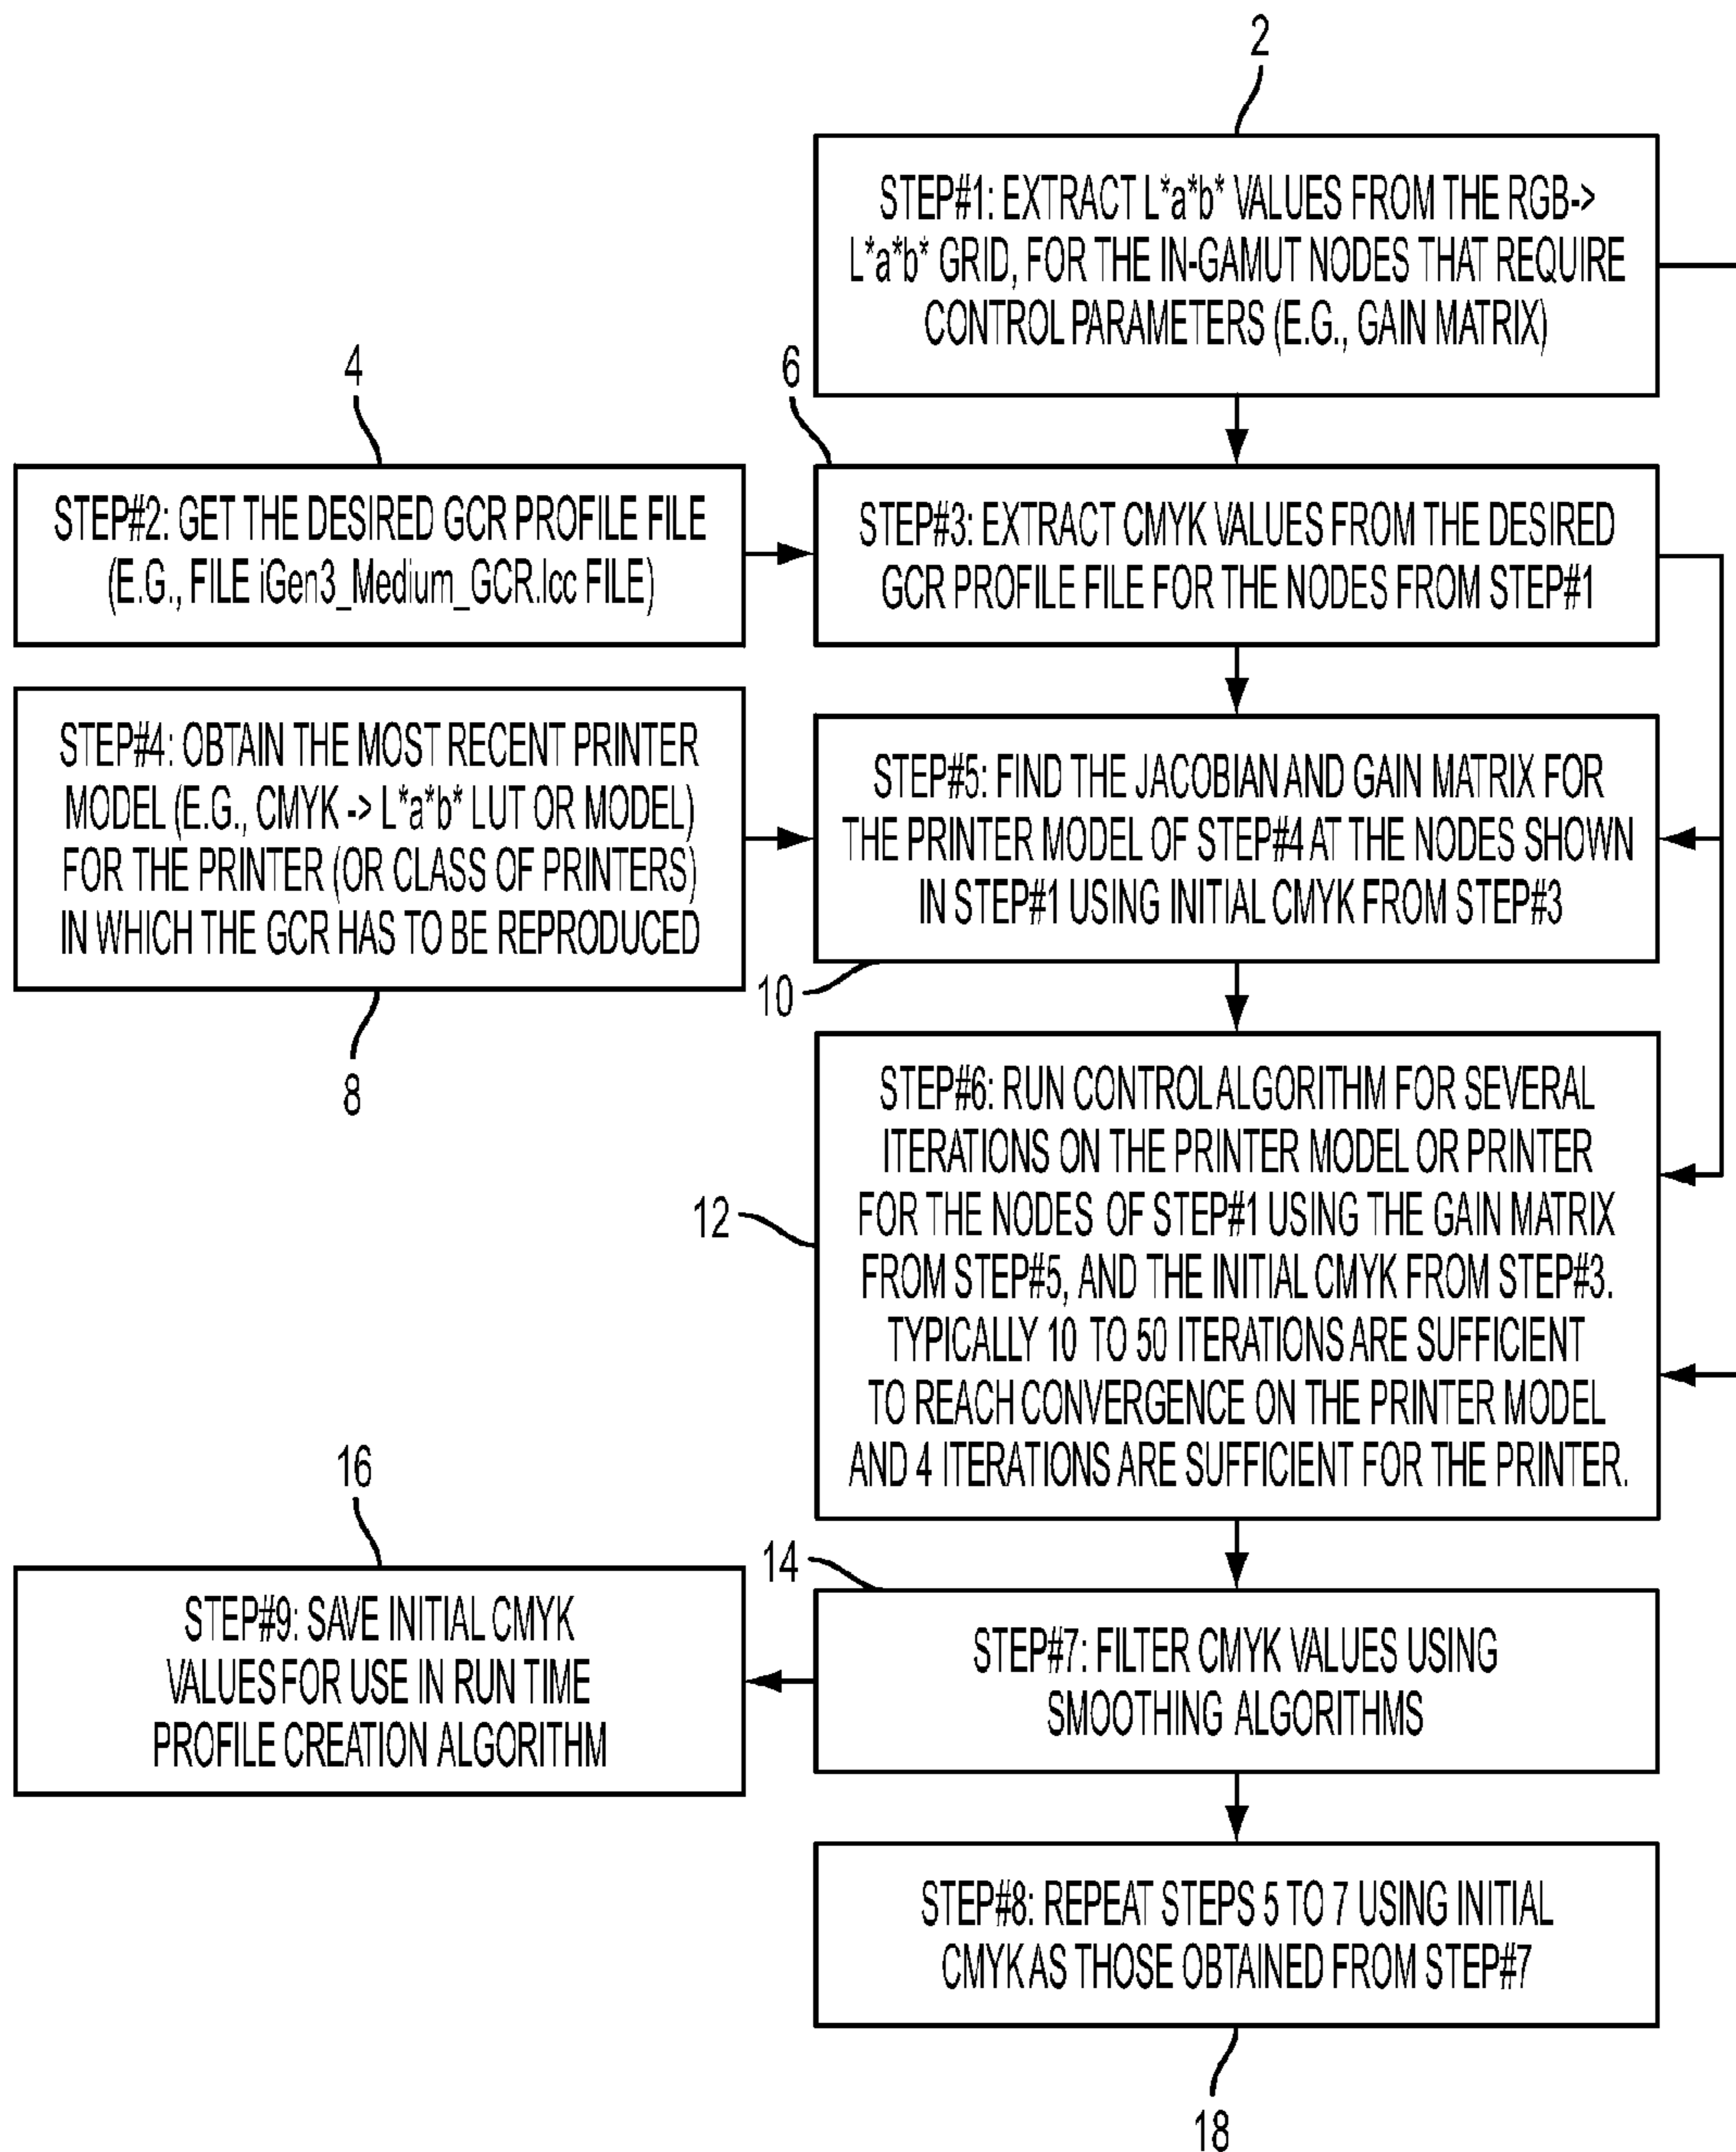 2
STEP#1: EXTRACT L*a*b* VALUES FROM THE RGB->
L*a*b* GRID, FOR THE IN-GAMUT NODES THAT REQUIRE
CONTROL PARAMETERS (E.G., GAIN MATRIX)
4
STEP#2: GET THE DESIRED GCR PROFILE FILE
(E.G., FILE iGen3_Medium_GCR.Icc FILE)
6
STEP#3: EXTRACT CMYK VALUES FROM THE DESIRED
GCR PROFILE FILE FOR THE NODES FROM STEP#1
STEP#4: OBTAIN THE MOST RECENT PRINTER
MODEL (E.G., CMYK -> L*a*b* LUT OR MODEL)
FOR THE PRINTER (OR CLASS OF PRINTERS)
IN WHICH THE GCR HAS TO BE REPRODUCED
8
STEP#5: FIND THE JACOBIAN AND GAIN MATRIX FOR
THE PRINTER MODEL OF STEP#4 AT THE NODES SHOWN
IN STEP#1 USING INITIAL CMYK FROM STEP#3
10
12
STEP#6: RUN CONTROL ALGORITHM FOR SEVERAL
ITERATIONS ON THE PRINTER MODEL OR PRINTER
FOR THE NODES OF STEP#1 USING THE GAIN MATRIX
FROM STEP#5, AND THE INITIAL CMYK FROM STEP#3.
TYPICALLY 10 TO 50 ITERATIONS ARE SUFFICIENT
TO REACH CONVERGENCE ON THE PRINTER MODEL
AND 4 ITERATIONS ARE SUFFICIENT FOR THE PRINTER.
14
STEP#7: FILTER CMYK VALUES USING
SMOOTHING ALGORITHMS
16
STEP#9: SAVE INITIAL CMYK
VALUES FOR USE IN RUN TIME
PROFILE CREATION ALGORITHM
STEP#8: REPEAT STEPS 5 TO 7 USING INITIAL
CMYK AS THOSE OBTAINED FROM STEP#7
18